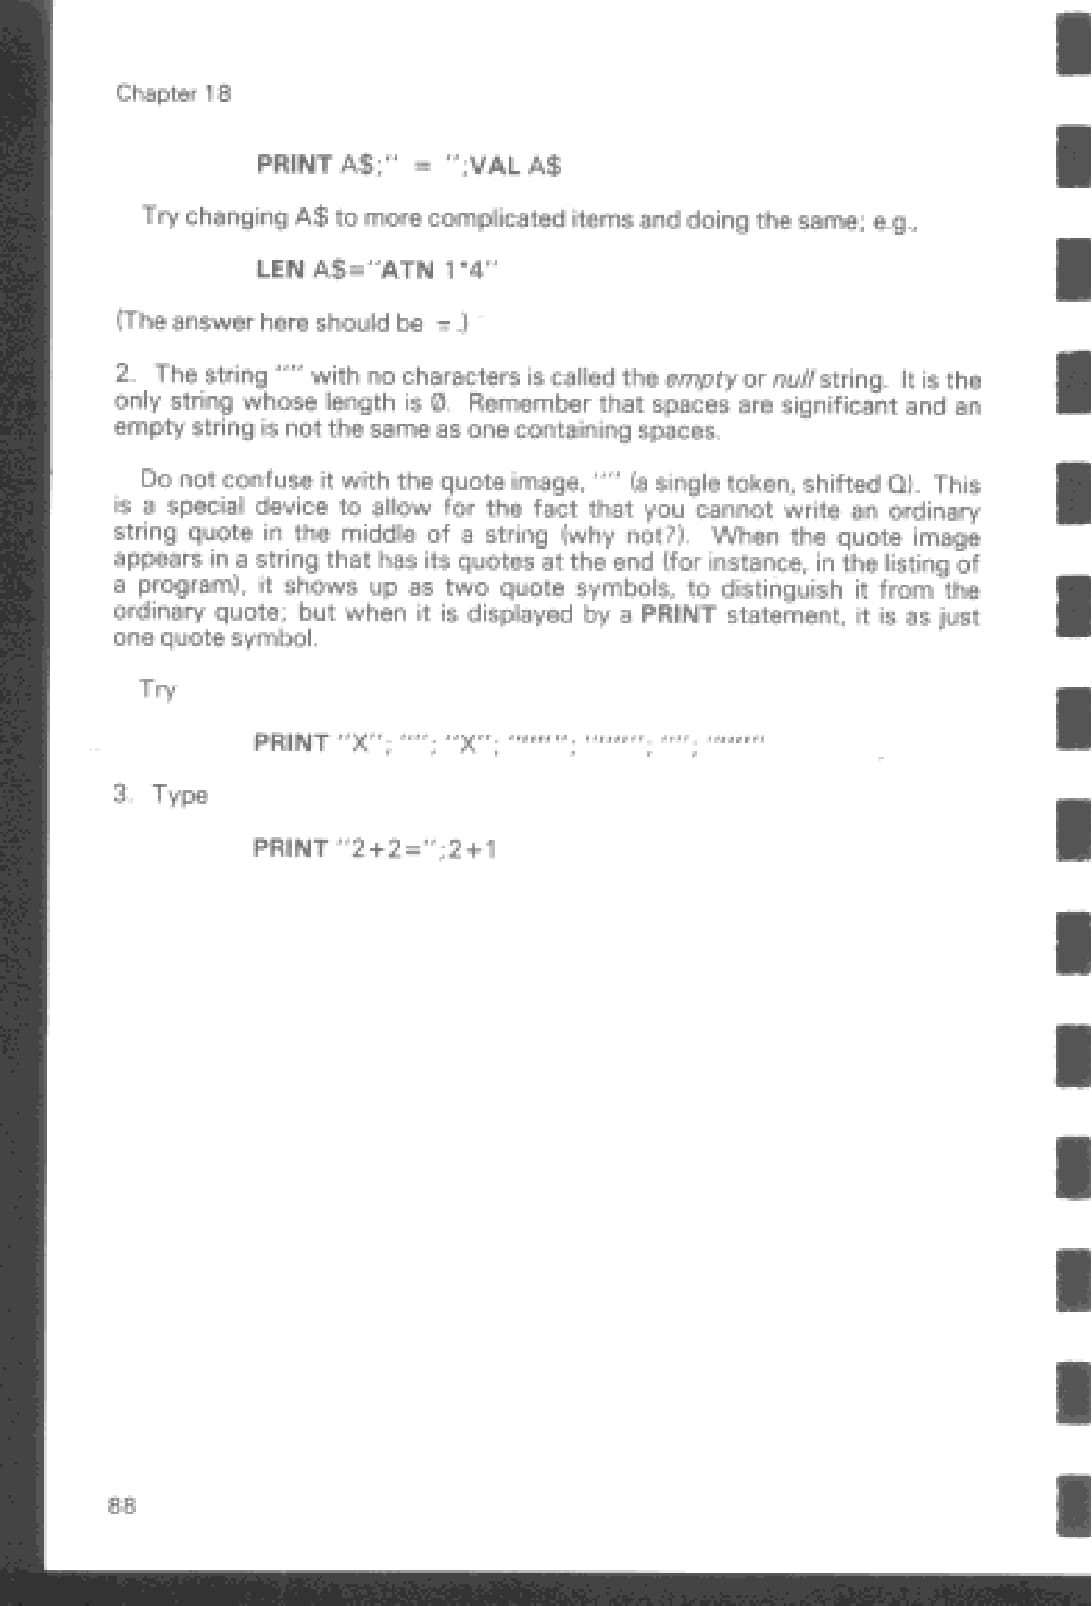 Chapter 18
PRINT A$;" = ";VAL A$
Try changing A$ to more complicated items and doing the same; e.g.,
LEN A$="ATN 1*4"
(The answer here should be = .)
2. The string "" with no characters is called the empty or null string. It is the
only string whose length is Ø. Remember that spaces are significant and an
empty string is not the same as one containing spaces.
Do not confuse it with the quote image, "" (a single token, shifted Q). This
is a special device to allow for the fact that you cannot write an ordinary
string quote in the middle of a string (why not?). When the quote image
appears in a string that has its quotes at the end (for instance, in the listing of
a program), it shows up as two quote symbols, to distinguish it from the
ordinary quote; but when it is displayed by a PRINT statement, it is as just
one quote symbol.
Try
PRINT "X"; ""; "X";
3. Type
PRINT "2+2=";2+1
88